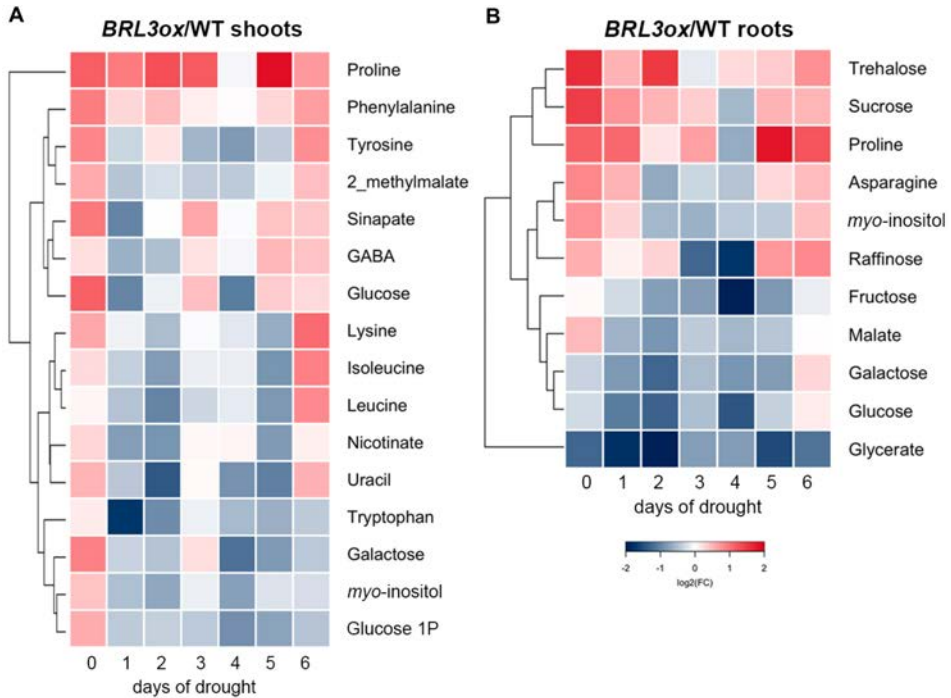 A
BRL3ox/WT shoots
Proline
Phenylalanine
Tyrosine
2_methylmalate
Sinapate
GABA
Glucose
Lysine
Isoleucine
Leucine
Nicotinate
Uracil
Tryptophan
Galactose
myo-inositol
Glucose 1P
0 1 2 3 4 5 6
days of drought
B
BRL3ox/WT roots
Trehalose
Sucrose
Proline
Asparagine
myo-inositol
Raffinose
Fructose
Malate
Galactose
Glucose
Glycerate
0 1 2 3 4 5 6
days of drought
-2 -1 0 1 2
log2(FC)